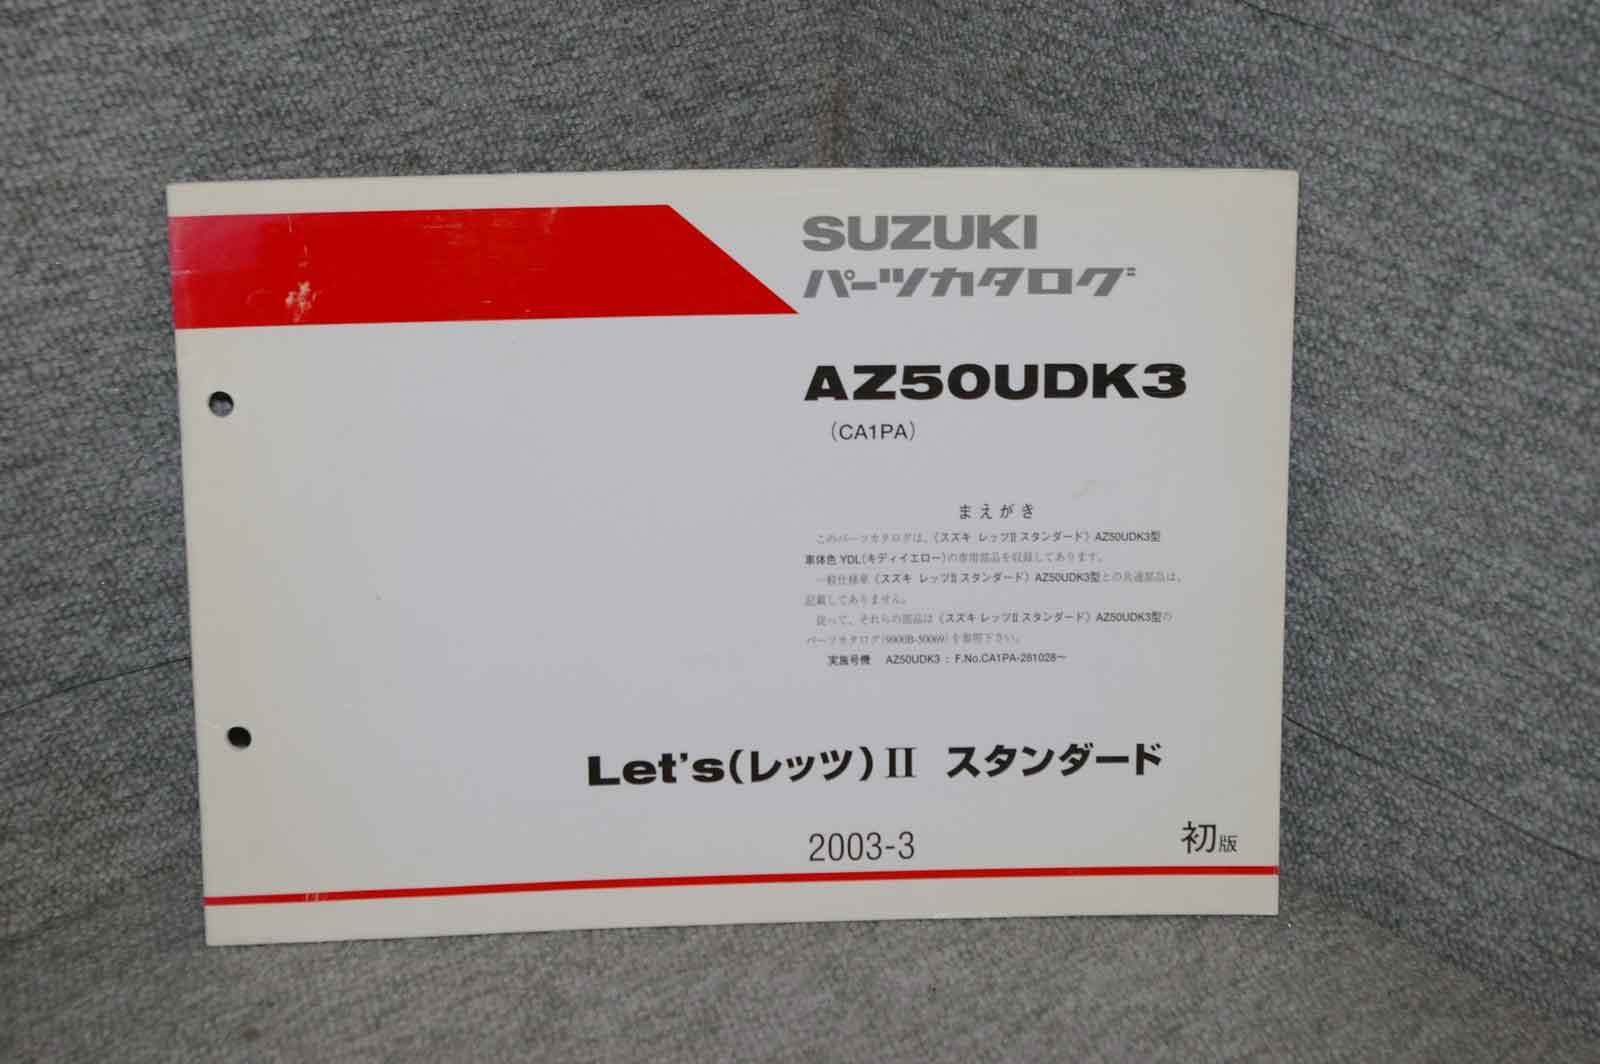 SUZUKI
パーツカタログ
AZ50UDK3
(CA1PA)
まえがき
このパーツカタログは、《スズキ レッツII スタンダード》AZ50UDK3型
車体色 YDL(キディイエロー)の専用部品を収録してあります。
一般仕様車《スズキ レッツII スタンダード》AZ50UDK3型との共通部品は、
記載してありません。
従って、それらの部品は《スズキ レッツII スタンダード》AZ50UDK3型の
パーツカタログ(9900B-50069)を参照下さい。
実施号機 AZ50UDK3 : F.No.CA1PA-281028～
Let's(レッツ)II スタンダード
2003-3
初版